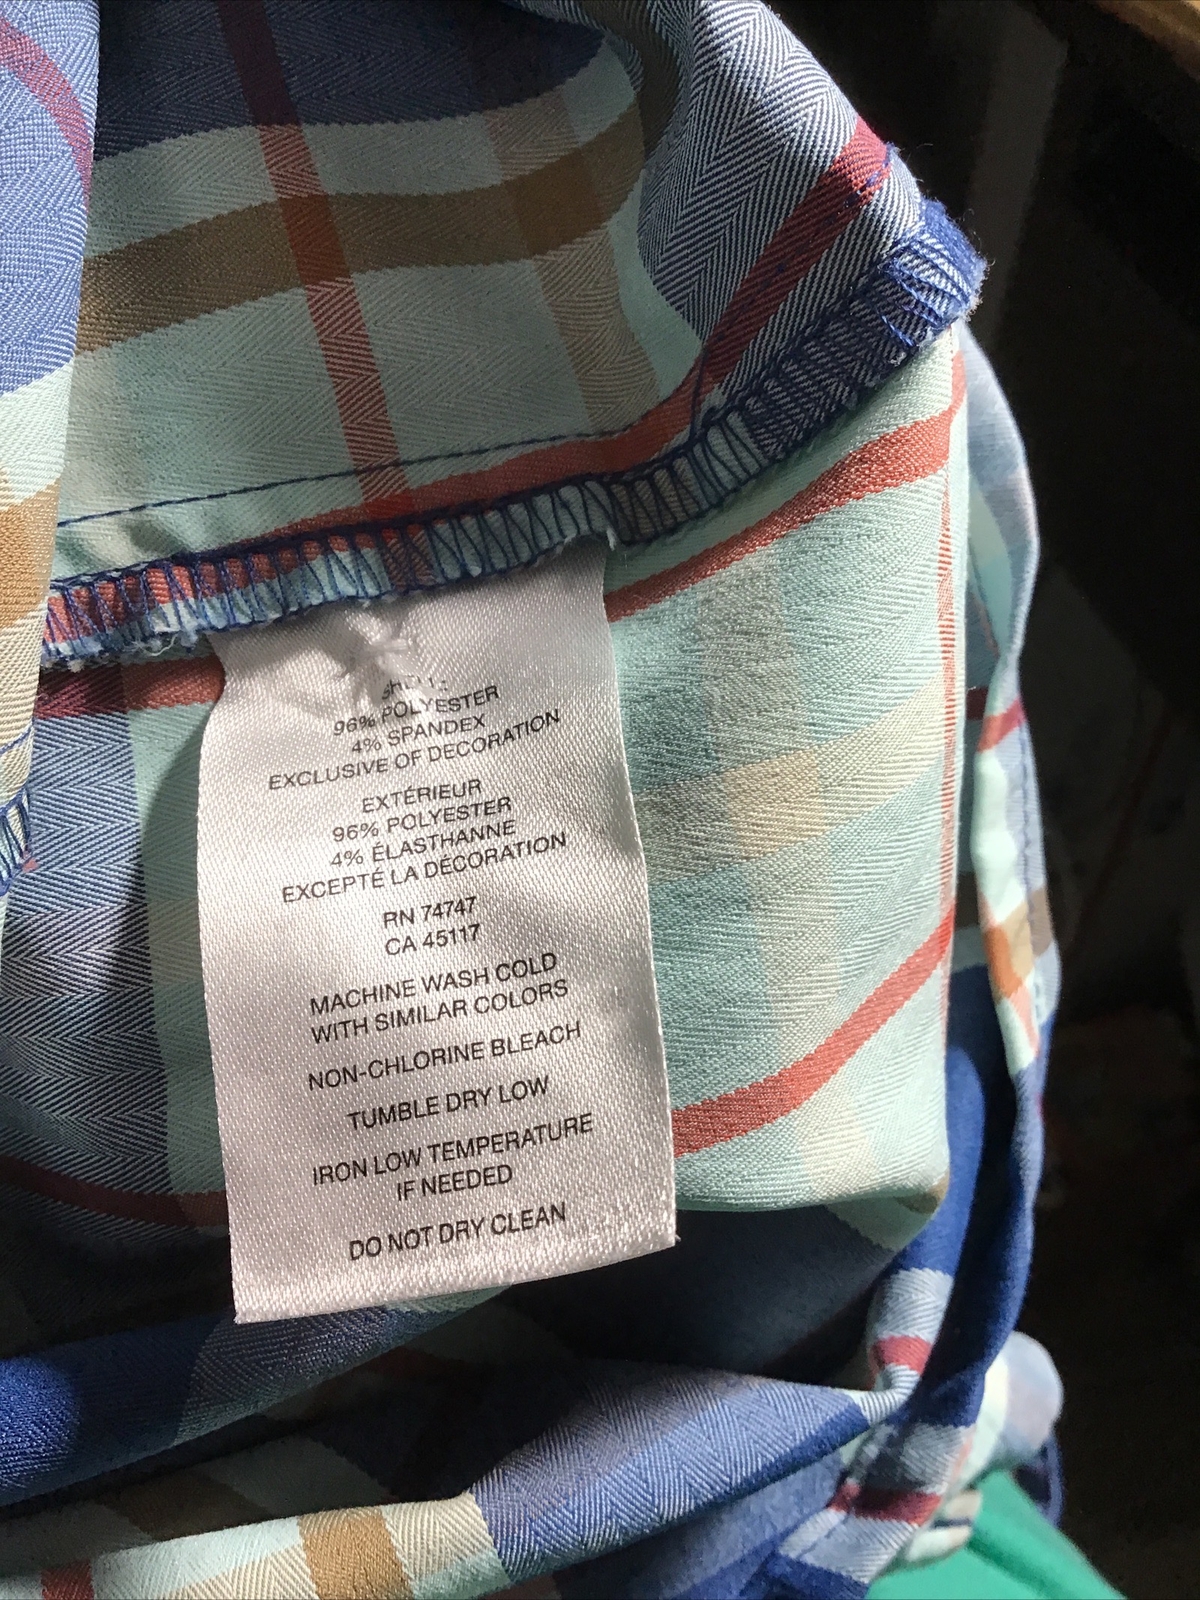 SHELL:
96% POLYESTER
4% SPANDEX
EXCLUSIVE OF DECORATION
EXTÉRIEUR
96% POLYESTER
4% ÉLASTHANNE
EXCEPTÉ LA DÉCORATION
RN 74747
CA 45117
MACHINE WASH COLD
WITH SIMILAR COLORS
NON-CHLORINE BLEACH
TUMBLE DRY LOW
IRON LOW TEMPERATURE
IF NEEDED
DO NOT DRY CLEAN